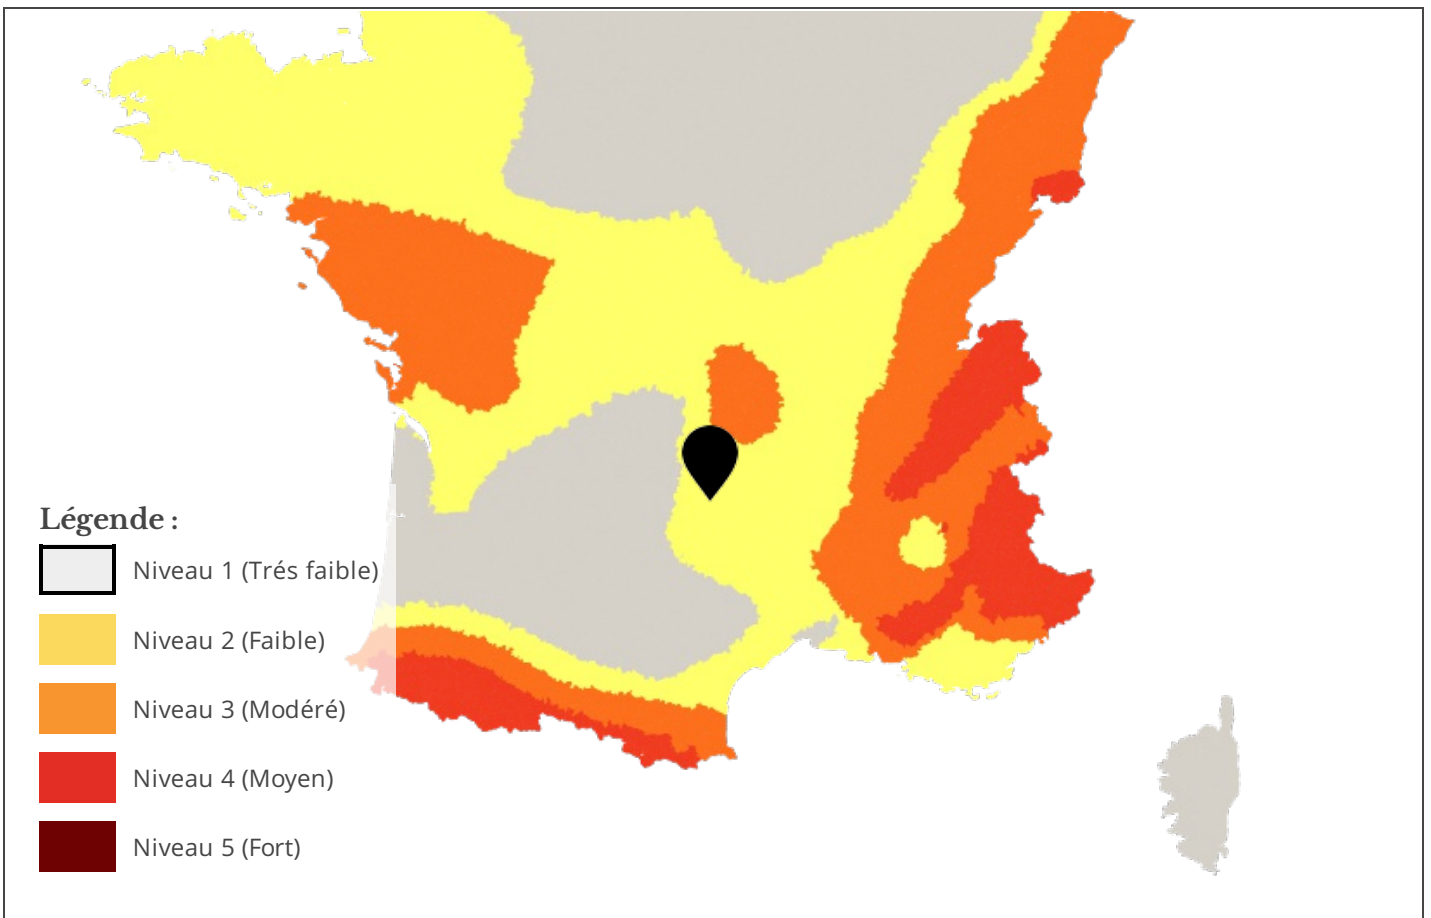 Légende :
Niveau 1 (Trés faible)
Niveau 2 (Faible)
Niveau 3 (Modéré)
Niveau 4 (Moyen)
Niveau 5 (Fort)